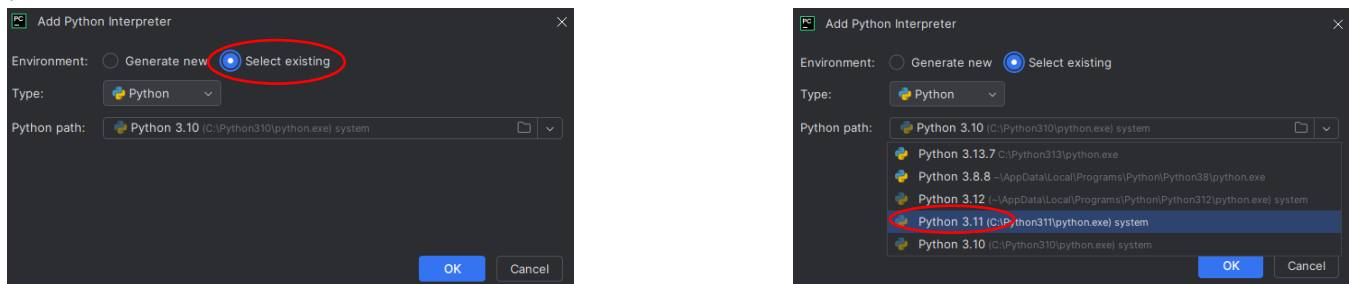 Add Python Interpreter
Environment: Generate new Select existing
Type: Python
Python path: Python 3.10 (C:\Python310\python.exe) system
OK Cancel
Add Python Interpreter
Environment: Generate new Select existing
Type: Python
Python path: Python 3.10 (C:\Python310\python.exe) system
Python 3.13.7 C:\Python313\python.exe
Python 3.8.8 ~\AppData\Local\Programs\Python\Python38\python.exe
Python 3.12 (~\AppData\Local\Programs\Python\Python312\python.exe) system
Python 3.11 (C:\Python311\python.exe) system
Python 3.10 (C:\Python310\python.exe) system
OK Cancel